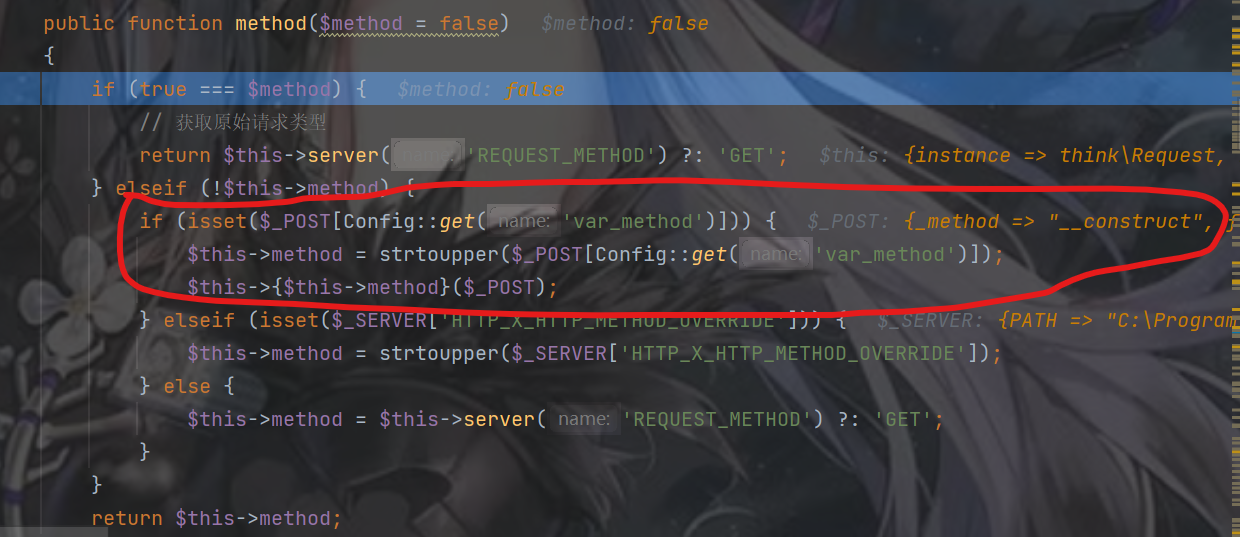 public function method($method = false)   $method: false
{
if (true === $method) {   $method: false
// 获取原始请求类型
return $this->server( 'REQUEST_METHOD') ?: 'GET';   $this: {instance => think\Request,
} elseif (!$this->method) {
if (isset($_POST[Config::get( name: 'var_method')])) {   $_POST: {_method => "__construct",
$this->method = strtoupper($_POST[Config::get( name: 'var_method')]);
$this->{$this->method}($_POST);
} elseif (isset($_SERVER['HTTP_X_HTTP_METHOD_OVERRIDE'])) {   $_SERVER: {PATH => "C:\Program
$this->method = strtoupper($_SERVER['HTTP_X_HTTP_METHOD_OVERRIDE']);
} else {
$this->method = $this->server( name: 'REQUEST_METHOD') ?: 'GET';
}
}
return $this->method;